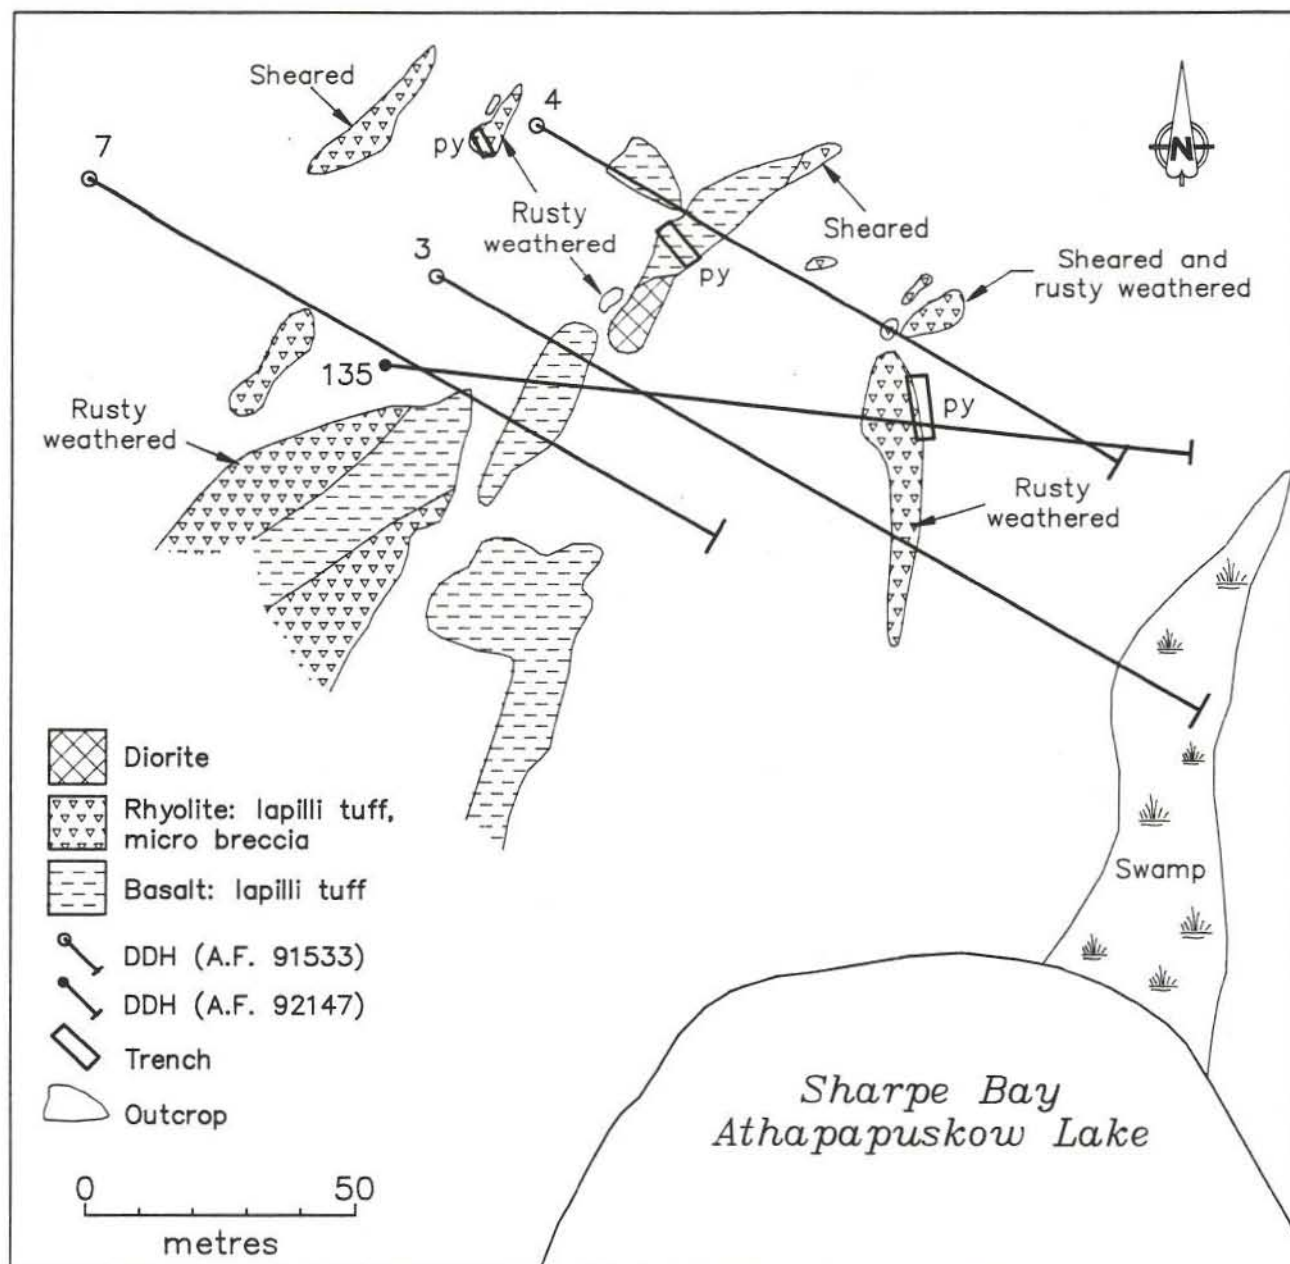 Sheared
4
7
py
N
Rusty
weathered
Sheared
3
py
Sheared and
rusty weathered
135
py
Rusty
weathered
Rusty
weathered
Diorite
Rhyolite: lapilli tuff,
micro breccia
Basalt: lapilli tuff
Swamp
DDH (A.F. 91533)
DDH (A.F. 92147)
Trench
Outcrop
Sharpe Bay
Athapapuskow Lake
0 50
metres